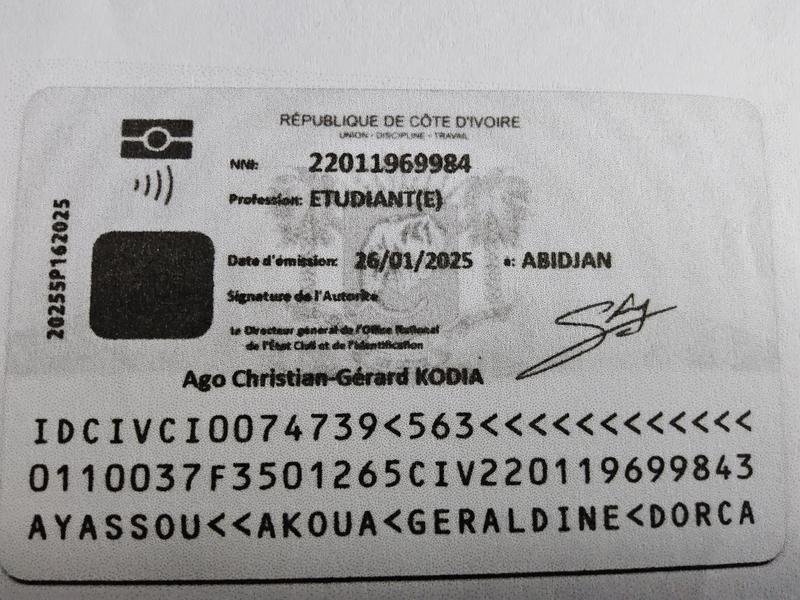 RÉPUBLIQUE DE CÔTE D'IVOIRE
UNION - DISCIPLINE - TRAVAIL
NNI: 22011969984
Profession: ETUDIANT(E)
Date d'émission: 26/01/2025 à: ABIDJAN
Signature de l'Autorité
Le Directeur général de l'Office National
de l'État Civil et de l'Identification
Ago Christian-Gérard KODIA
20255P162025
IDCIVCI0074739<563<<<<<<<<<<<<
0110037F3501265CIV220119699843
AYASSOU<<AKOUA<GERALDINE<DORCA